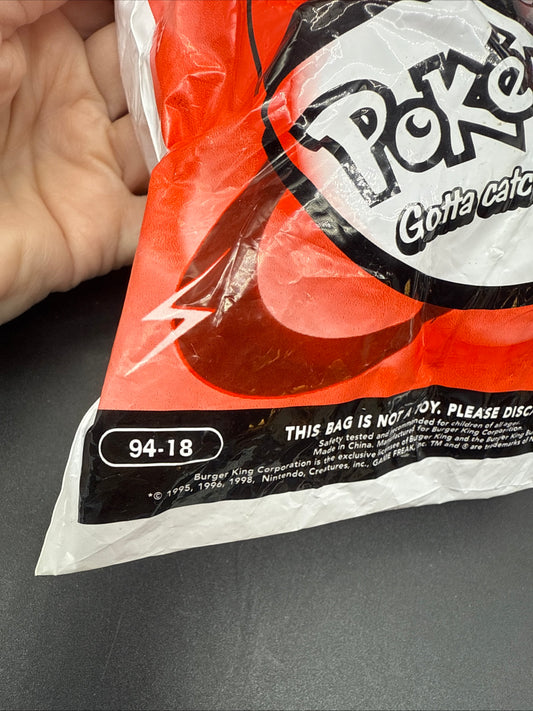 POKé
Gotta catc
94-18
THIS BAG IS NOT A TOY. PLEASE DISC
Safety tested and recommended for children of all ages.
Made in China. Manufactured for Burger King Corporation.
Burger King Corporation is the exclusive licensee of Burger King and the Burger King Bu
*© 1995, 1996, 1998, Nintendo, Creatures, inc., GAME FREAK, inc. TM and ® are trademarks of N